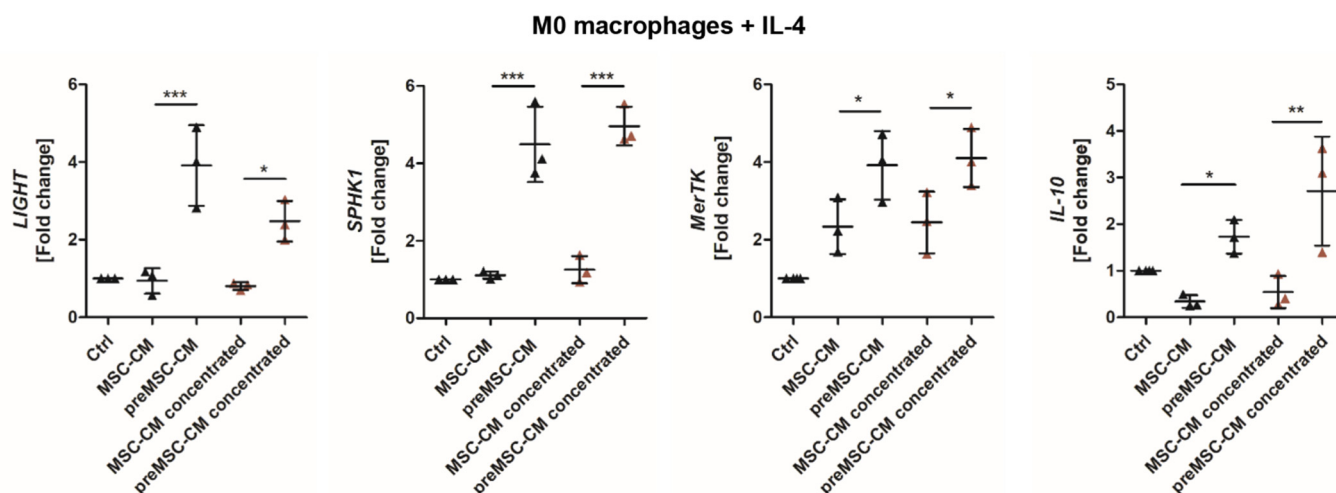 M0 macrophages + IL-4
LIGHT
[Fold change]
6
4
2
0
***
*
Ctrl
MSC-CM
preMSC-CM
MSC-CM concentrated
preMSC-CM concentrated
SPHK1
[Fold change]
6
4
2
0
***
***
Ctrl
MSC-CM
preMSC-CM
MSC-CM concentrated
preMSC-CM concentrated
MerTK
[Fold change]
6
4
2
0
*
*
Ctrl
MSC-CM
preMSC-CM
MSC-CM concentrated
preMSC-CM concentrated
IL-10
[Fold change]
5
4
3
2
1
0
*
**
Ctrl
MSC-CM
preMSC-CM
MSC-CM concentrated
preMSC-CM concentrated